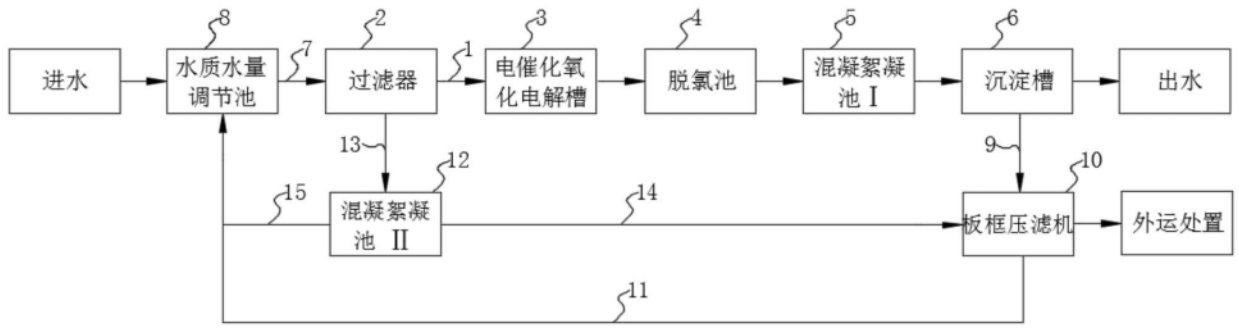 8
2
3
4
5
6
进水
水质水量
调节池
7
过滤器
1
电催化氧
化电解槽
脱氯池
混凝絮凝
池Ⅰ
沉淀槽
出水
13
12
9
10
15
混凝絮凝
池 Ⅱ
14
板框压滤机
外运处置
11